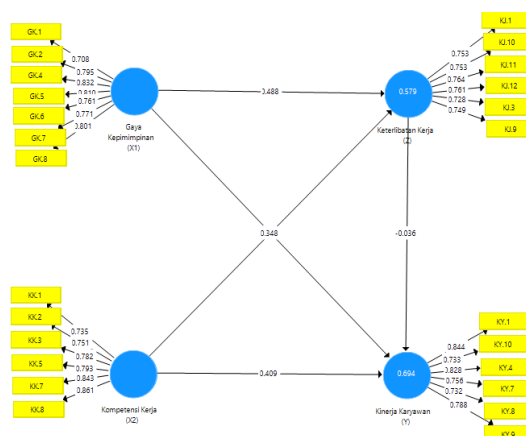 GK.1
GK.2
GK.4
GK.5
GK.6
GK.7
GK.8
0.708
0.795
0.832
0.810
0.761
0.771
0.801
Gaya
Kepimimpinan
(X1)
0.488
0.579
Keterlibatan Kerja
(Z)
0.753
0.753
0.764
0.761
0.728
0.749
KJ.1
KJ.10
KJ.11
KJ.12
KJ.3
KJ.9
0.348
-0.036
KK.1
KK.2
KK.3
KK.5
KK.7
KK.8
0.735
0.751
0.782
0.793
0.843
0.861
Kompetensi Kerja
(X2)
0.409
0.694
Kinerja Karyawan
(Y)
0.844
0.733
0.828
0.756
0.732
0.788
KY.1
KY.10
KY.4
KY.7
KY.8
KY.9